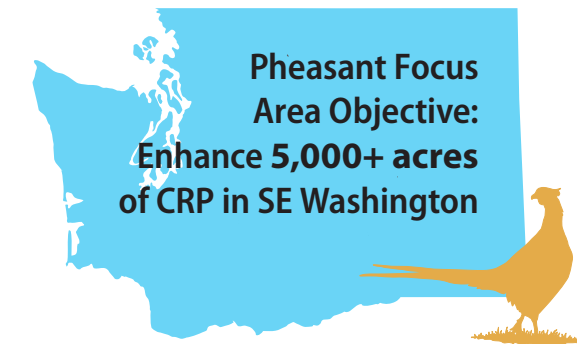 Pheasant Focus
Area Objective:
Enhance 5,000+ acres
of CRP in SE Washington